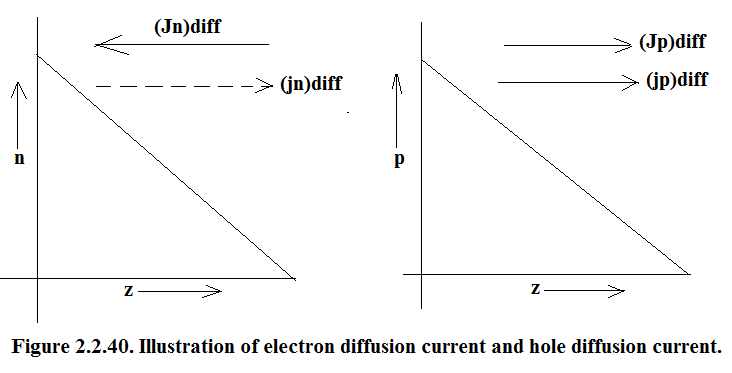 (Jn)diff
(jn)diff
n
z
(Jp)diff
(jp)diff
p
z
Figure 2.2.40. Illustration of electron diffusion current and hole diffusion current.